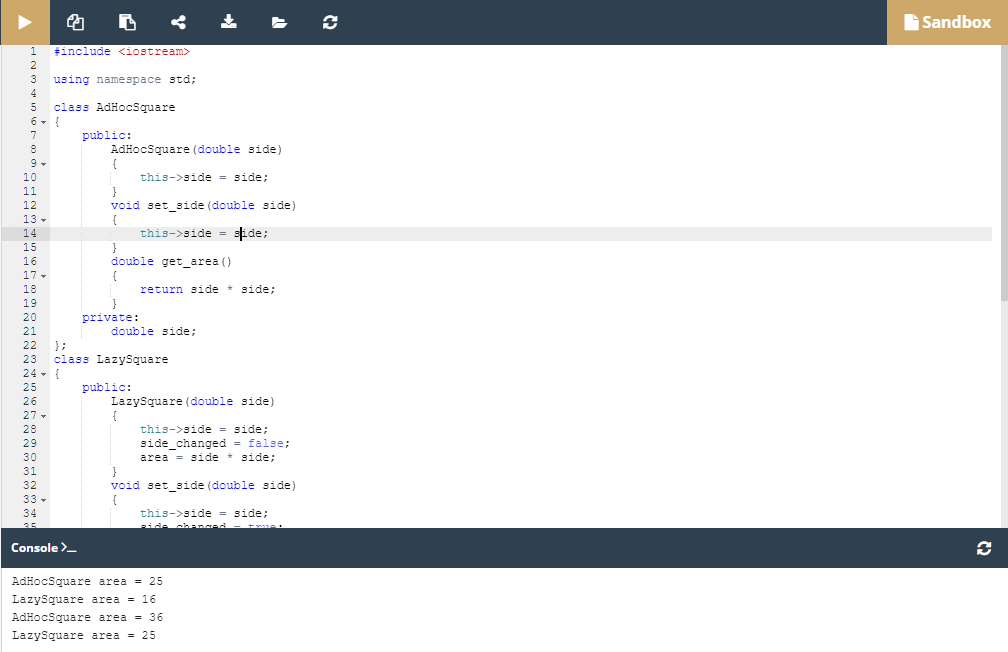 Sandbox
1 #include <iostream>
2
3 using namespace std;
4
5 class AdHocSquare
6 {
7 public:
8 AdHocSquare(double side)
9 {
10 this->side = side;
11 }
12 void set_side(double side)
13 {
14 this->side = side;
15 }
16 double get_area()
17 {
18 return side * side;
19 }
20 private:
21 double side;
22 };
23 class LazySquare
24 {
25 public:
26 LazySquare(double side)
27 {
28 this->side = side;
29 side_changed = false;
30 area = side * side;
31 }
32 void set_side(double side)
33 {
34 this->side = side;
35 side_changed = true;
Console >_
AdHocSquare area = 25
LazySquare area = 16
AdHocSquare area = 36
LazySquare area = 25